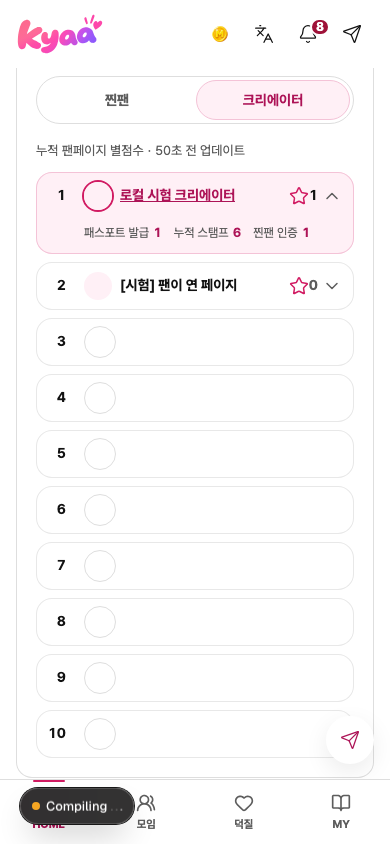 Kyaa
8
찐팬
크리에이터
누적 팬페이지 별점수 · 50초 전 업데이트
1 로컬 시험 크리에이터 1
패스포트 발급 1 누적 스탬프 6 찐팬 인증 1
2 [시험] 팬이 연 페이지 0
3
4
5
6
7
8
9
10
Compiling ...
HOME
모임
덕질
MY